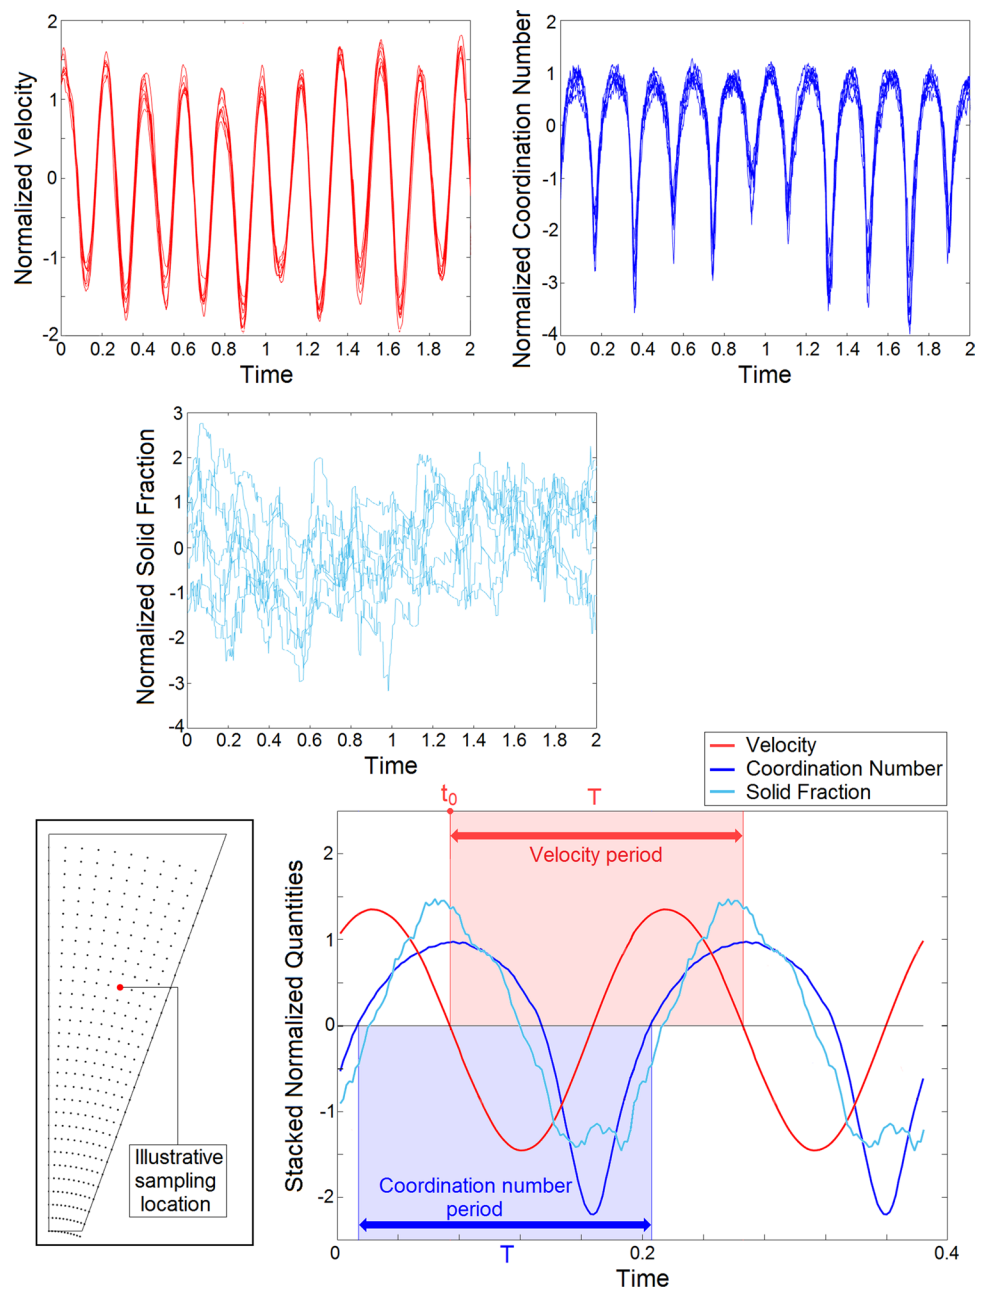 Normalized Velocity
2
1
0
-1
-2
0 0.2 0.4 0.6 0.8 1 1.2 1.4 1.6 1.8 2
Time
Normalized Coordination Number
2
1
0
-1
-2
-3
-4
0 0.2 0.4 0.6 0.8 1 1.2 1.4 1.6 1.8 2
Time
Normalized Solid Fraction
3
2
1
0
-1
-2
-3
-4
0 0.2 0.4 0.6 0.8 1 1.2 1.4 1.6 1.8 2
Time
Velocity
Coordination Number
Solid Fraction
Illustrative
sampling
location
Stacked Normalized Quantities
t0 T
Velocity period
2
1
0
-1
-2
Coordination number
period
T
0 0.2 0.4
Time